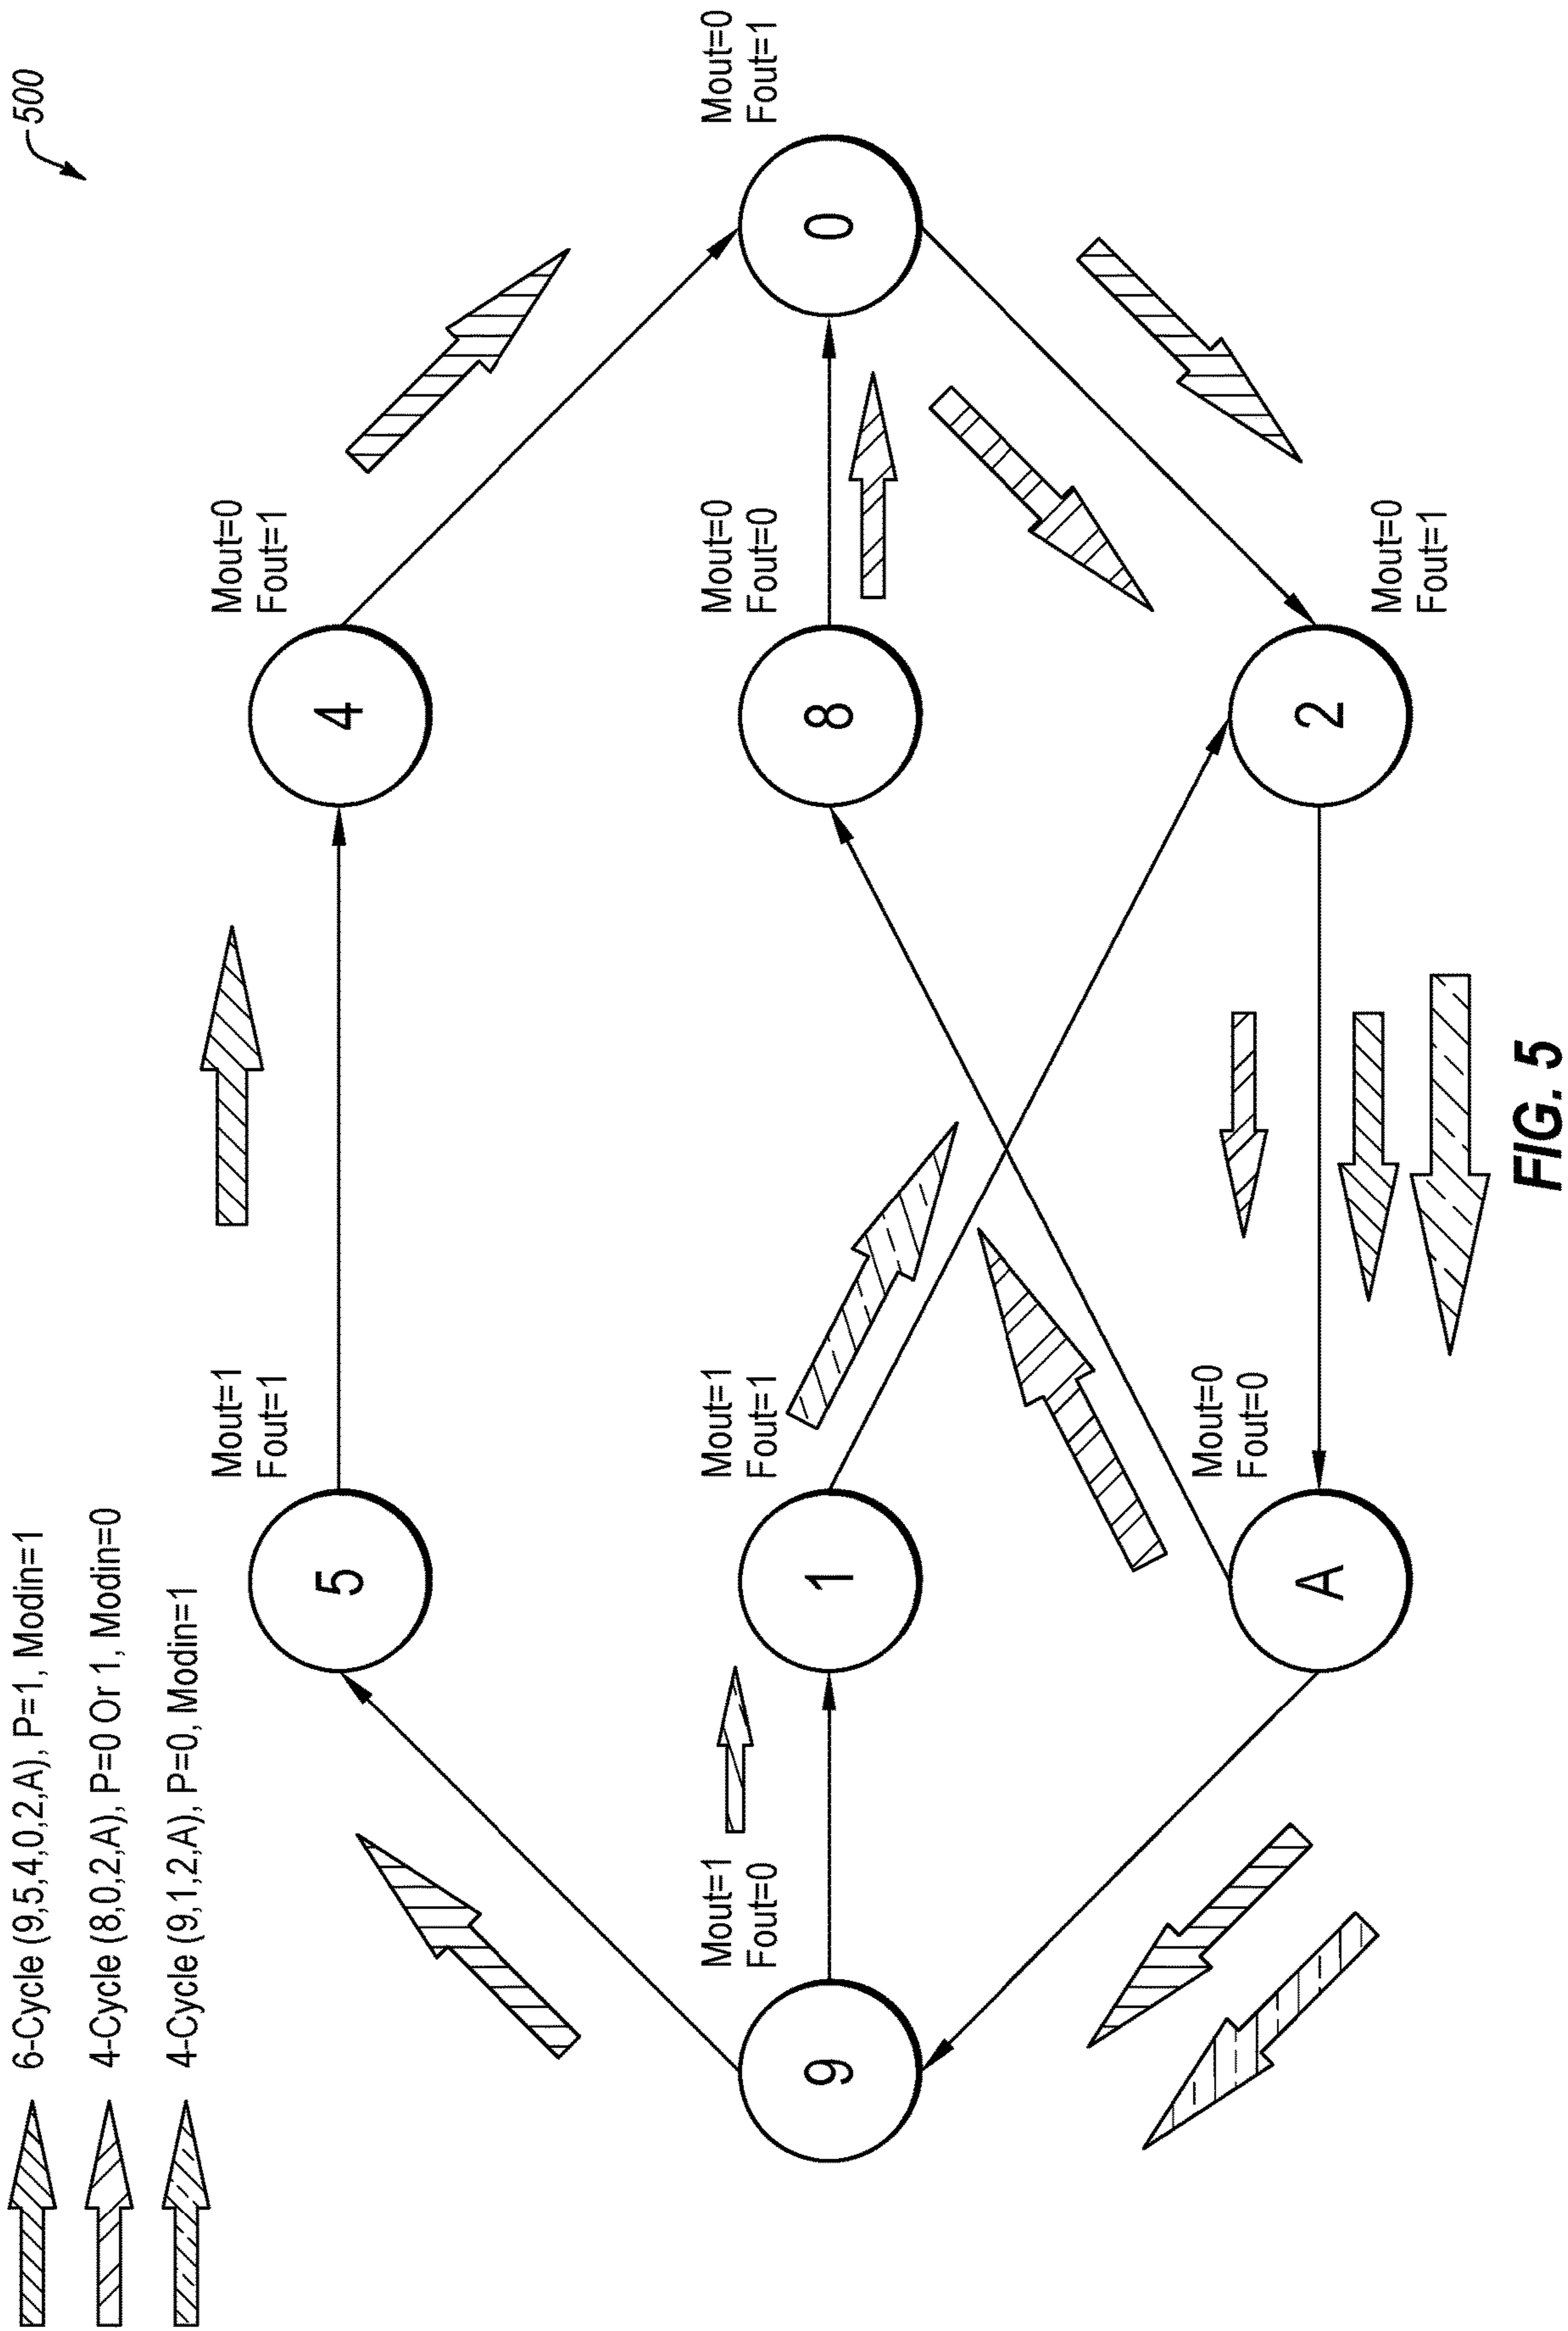 500
6-Cycle (9,5,4,0,2,A), P=1, Modin=1
4-Cycle (8,0,2,A), P=0 Or 1, Modin=0
4-Cycle (9,1,2,A), P=0, Modin=1
Mout=1
Fout=1
5
Mout=0
Fout=1
4
Mout=1
Fout=0
9
Mout=1
Fout=1
1
Mout=0
Fout=0
8
Mout=0
Fout=1
0
Mout=0
Fout=0
A
2
Mout=0
Fout=1
FIG. 5